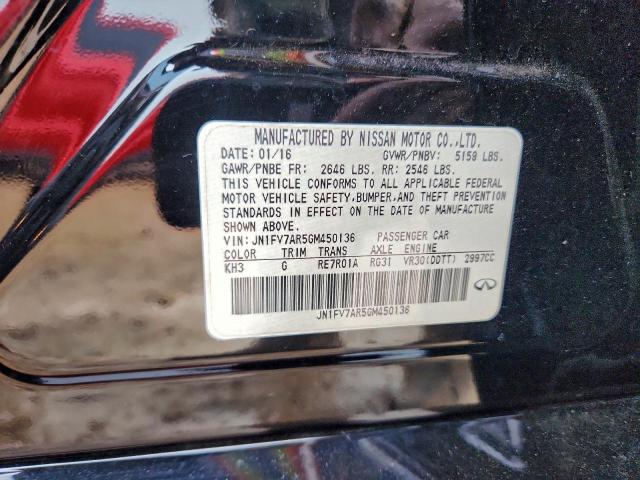 MANUFACTURED BY NISSAN MOTOR CO.,LTD.
DATE: 01/16 GVWR/PNBV: 5159 LBS.
GAWR/PNBE FR: 2646 LBS. RR: 2546 LBS.
THIS VEHICLE CONFORMS TO ALL APPLICABLE FEDERAL
MOTOR VEHICLE SAFETY,BUMPER,AND THEFT PREVENTION
STANDARDS IN EFFECT ON THE DATE OF MANUFACTURE
SHOWN ABOVE.
VIN: JN1FV7AR5GM450136 PASSENGER CAR
COLOR TRIM TRANS AXLE ENGINE
KH3 G RE7R01A RG31 VR30(DDTT) 2997CC
JN1FV7AR5GM450136